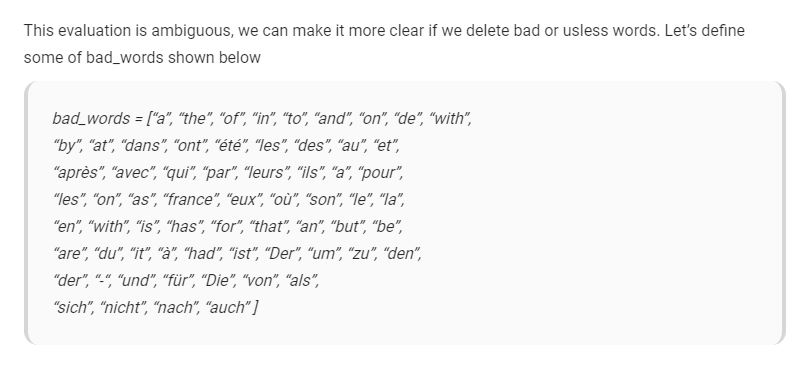 This evaluation is ambiguous, we can make it more clear if we delete bad or usless words. Let’s define
some of bad_words shown below
bad_words = [“a”, “the”, “of”, “in”, “to”, “and”, “on”, “de”, “with”,
“by”, “at”, “dans”, “ont”, “été”, “les”, “des”, “au”, “et”,
“après”, “avec”, “qui”, “par”, “leurs”, “ils”, “a”, “pour”,
“les”, “on”, “as”, “france”, “eux”, “où”, “son”, “le”, “la”,
“en”, “with”, “is”, “has”, “for”, “that”, “an”, “but”, “be”,
“are”, “du”, “it”, “à”, “had”, “ist”, “Der”, “um”, “zu”, “den”,
“der”, “-“, “und”, “für”, “Die”, “von”, “als”,
“sich”, “nicht”, “nach”, “auch” ]